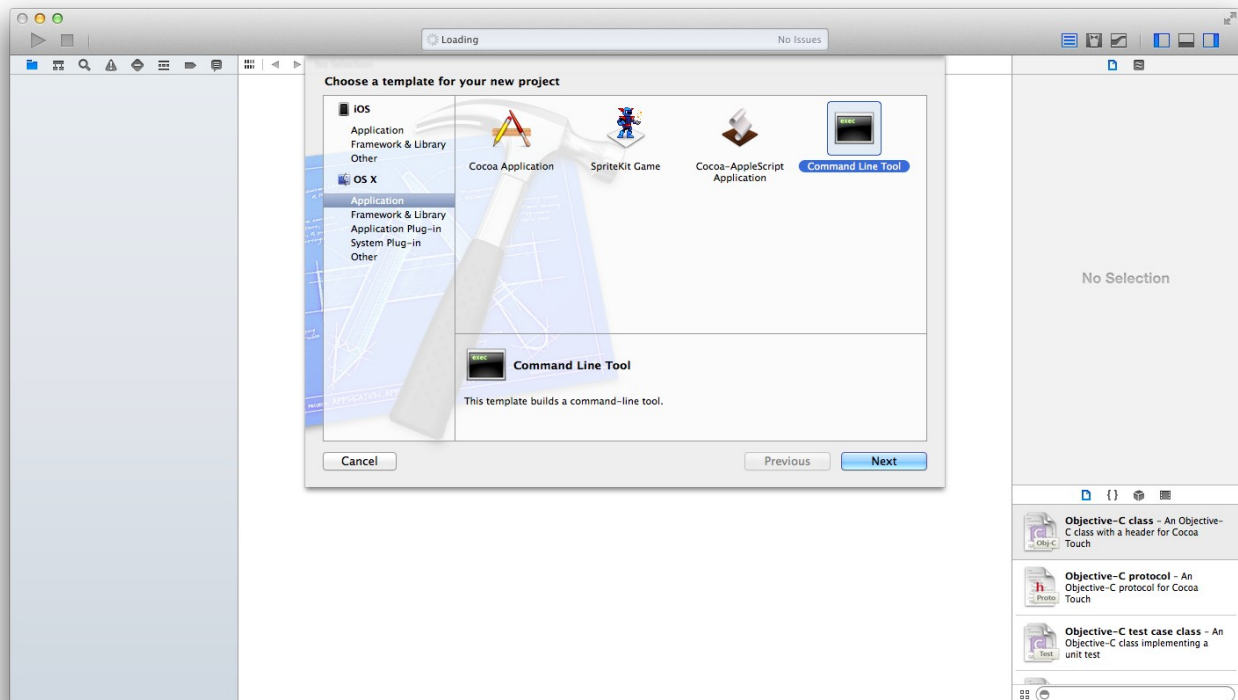 Loading
No Issues
Choose a template for your new project
iOS
Application
Framework & Library
Other
OS X
Application
Framework & Library
Application Plug-in
System Plug-in
Other
Cocoa Application
SpriteKit Game
Cocoa-AppleScript
Application
exec
Command Line Tool
exec
Command Line Tool
This template builds a command-line tool.
Cancel
Previous
Next
No Selection
{}
Obj-C
Objective-C class - An Objective-
C class with a header for Cocoa
Touch
h
Proto
Objective-C protocol - An
Objective-C protocol for Cocoa
Touch
C
Test
Objective-C test case class - An
Objective-C class implementing a
unit test